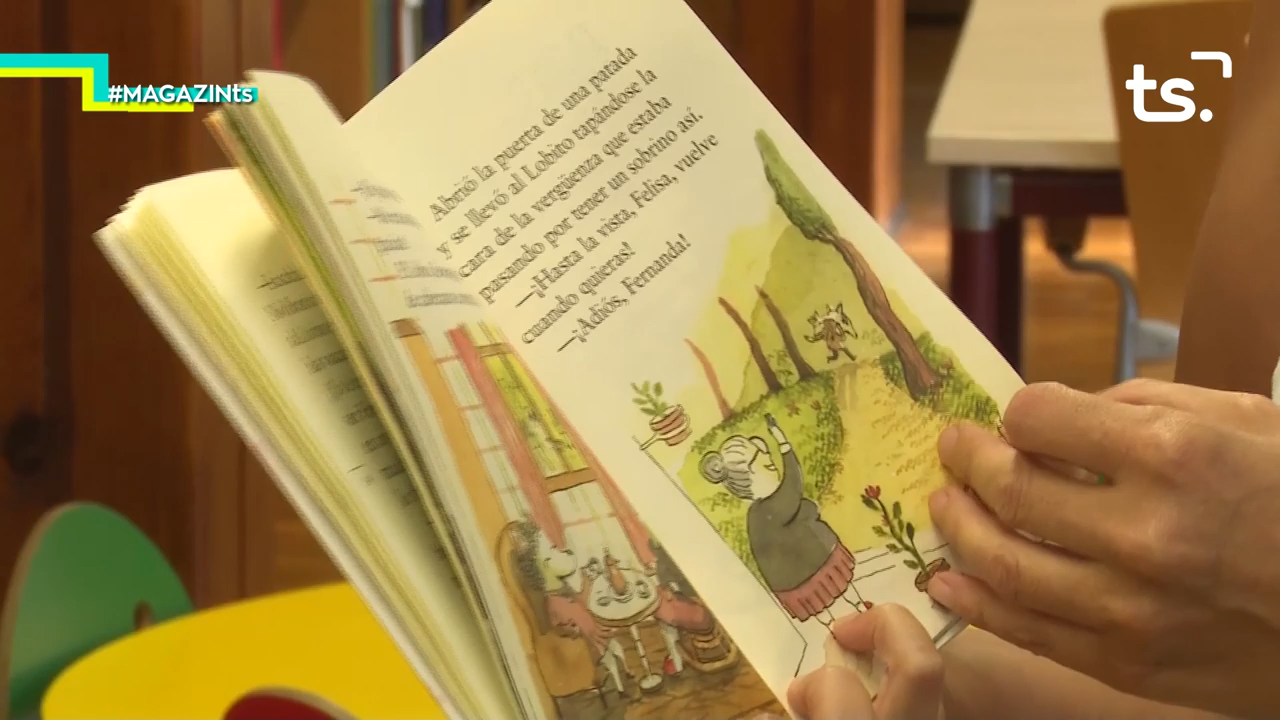 #MAGAZINts
ts.
Abrió la puerta de una patada
y se llevó al Lobito tapándose la
cara de la vergüenza que estaba
pasando por tener un sobrino así.
—¡Hasta la vista, Felisa, vuelve
cuando quieras!
—¡Adiós, Fernanda!